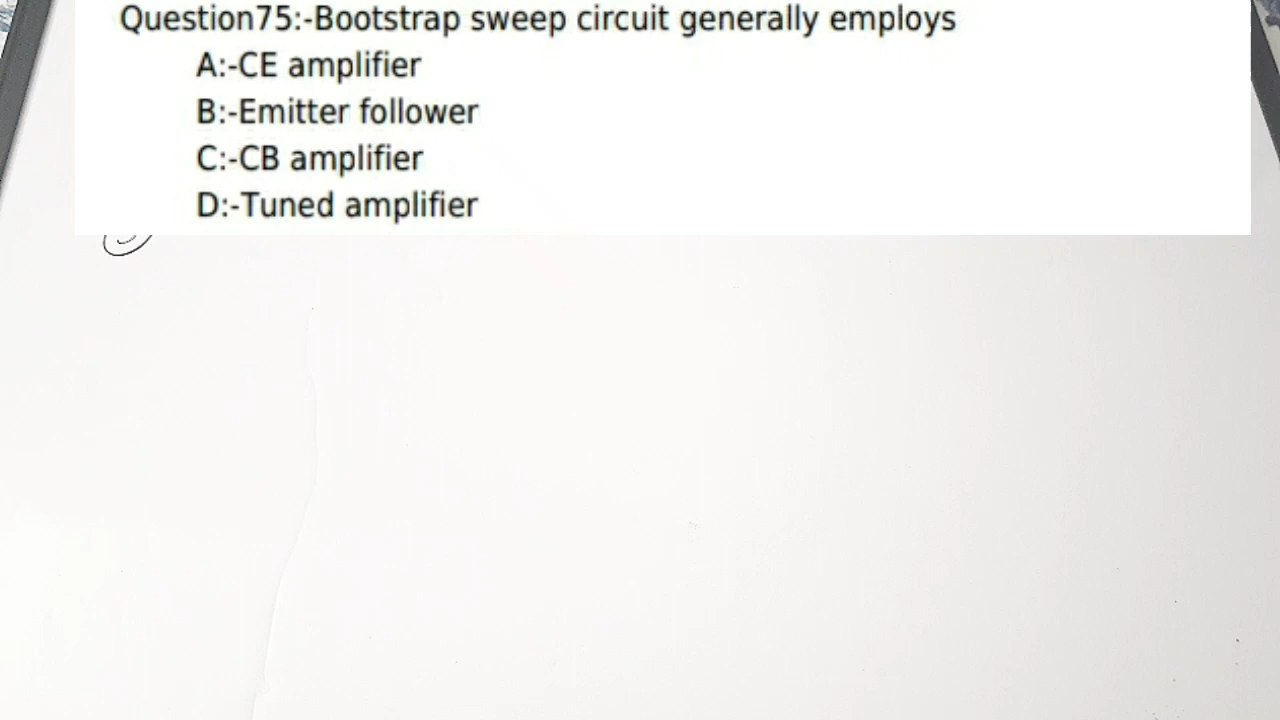 Question75:-Bootstrap sweep circuit generally employs
A:-CE amplifier
B:-Emitter follower
C:-CB amplifier
D:-Tuned amplifier